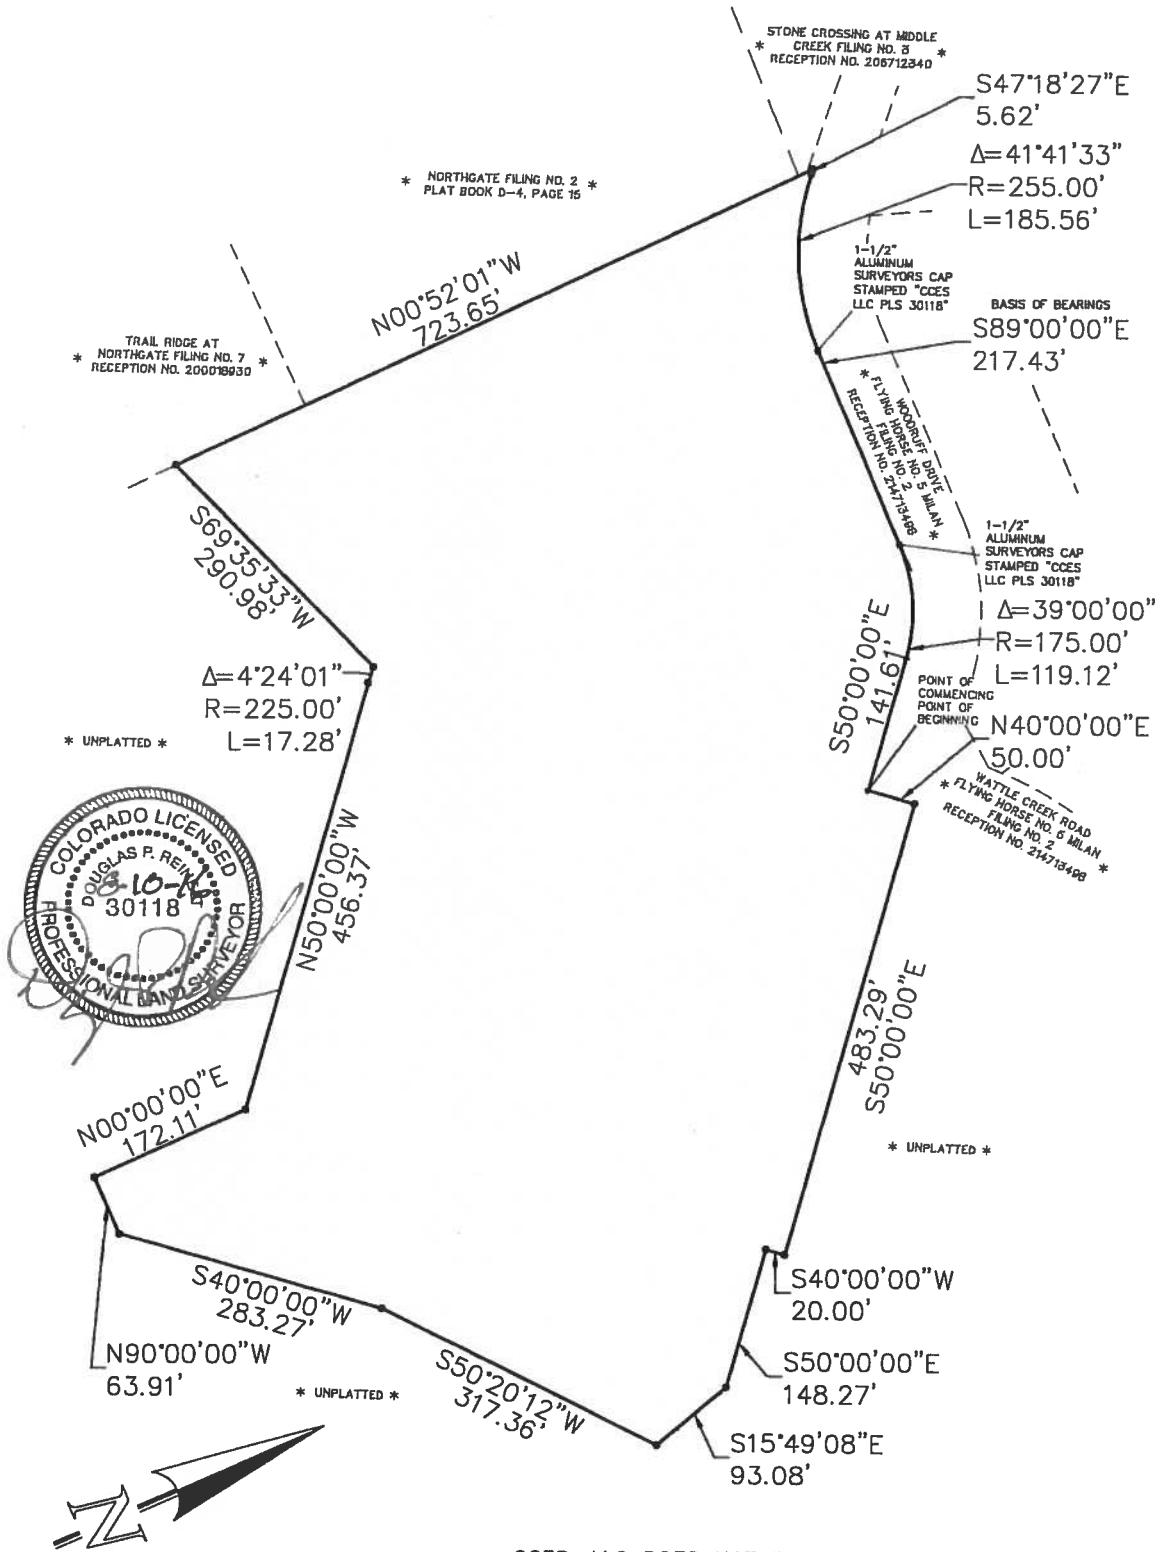 STONE CROSSING AT MIDDLE
* CREEK FILING NO. 3 *
RECEPTION NO. 206712340
S47°18'27"E
5.62'
Δ=41°41'33"
R=255.00'
L=185.56'
* NORTHGATE FILING NO. 2 *
PLAT BOOK D-4, PAGE 15
1-1/2"
ALUMINUM
SURVEYORS CAP
STAMPED "CCES
LLC PLS 30118"
BASIS OF BEARINGS
S89°00'00"E
217.43'
N00°52'01"W
723.65'
TRAIL RIDGE AT
* NORTHGATE FILING NO. 7 *
RECEPTION NO. 200018930
WOODRUFF DRIVE
* FLYING HORSE NO. 5 MILAN *
FILING NO. 2
RECEPTION NO. 214713498
S69°35'33"W
290.98'
1-1/2"
ALUMINUM
SURVEYORS CAP
STAMPED "CCES
LLC PLS 30118"
Δ=39°00'00"
R=175.00'
L=119.12'
S50°00'00"E
141.61'
Δ=4°24'01"
R=225.00'
L=17.28'
POINT OF
COMMENCING
POINT OF
BEGINNING
N40°00'00"E
50.00'
* UNPLATTED *
WATTLE CREEK ROAD
* FLYING HORSE NO. 5 MILAN *
FILING NO. 2
RECEPTION NO. 214713498
COLORADO LICENSED
DOUGLAS P.
30118
PROFESSIONAL LAND SURVEYOR
N50°00'00"W
456.37'
483.29'
S50°00'00"E
N00°00'00"E
172.11'
* UNPLATTED *
S40°00'00"W
283.27'
S40°00'00"W
20.00'
N90°00'00"W
63.91'
S50°20'12"W
317.36'
S50°00'00"E
148.27'
* UNPLATTED *
S15°49'08"E
93.08'
N